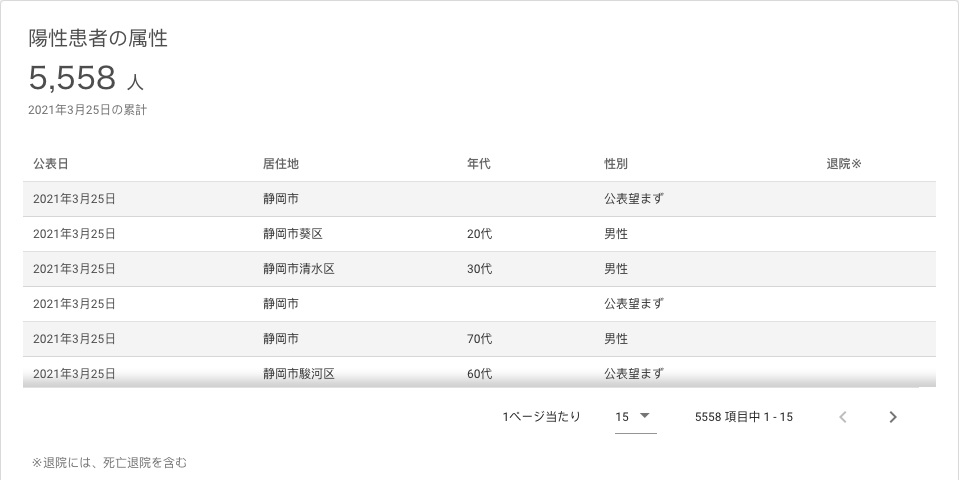 陽性患者の属性
5,558 人
2021年3月25日の累計
公表日 居住地 年代 性別 退院※
2021年3月25日 静岡市 公表望まず
2021年3月25日 静岡市葵区 20代 男性
2021年3月25日 静岡市清水区 30代 男性
2021年3月25日 静岡市 公表望まず
2021年3月25日 静岡市 70代 男性
2021年3月25日 静岡市駿河区 60代 公表望まず
1ページ当たり 15 5558 項目中 1 - 15
※退院には、死亡退院を含む